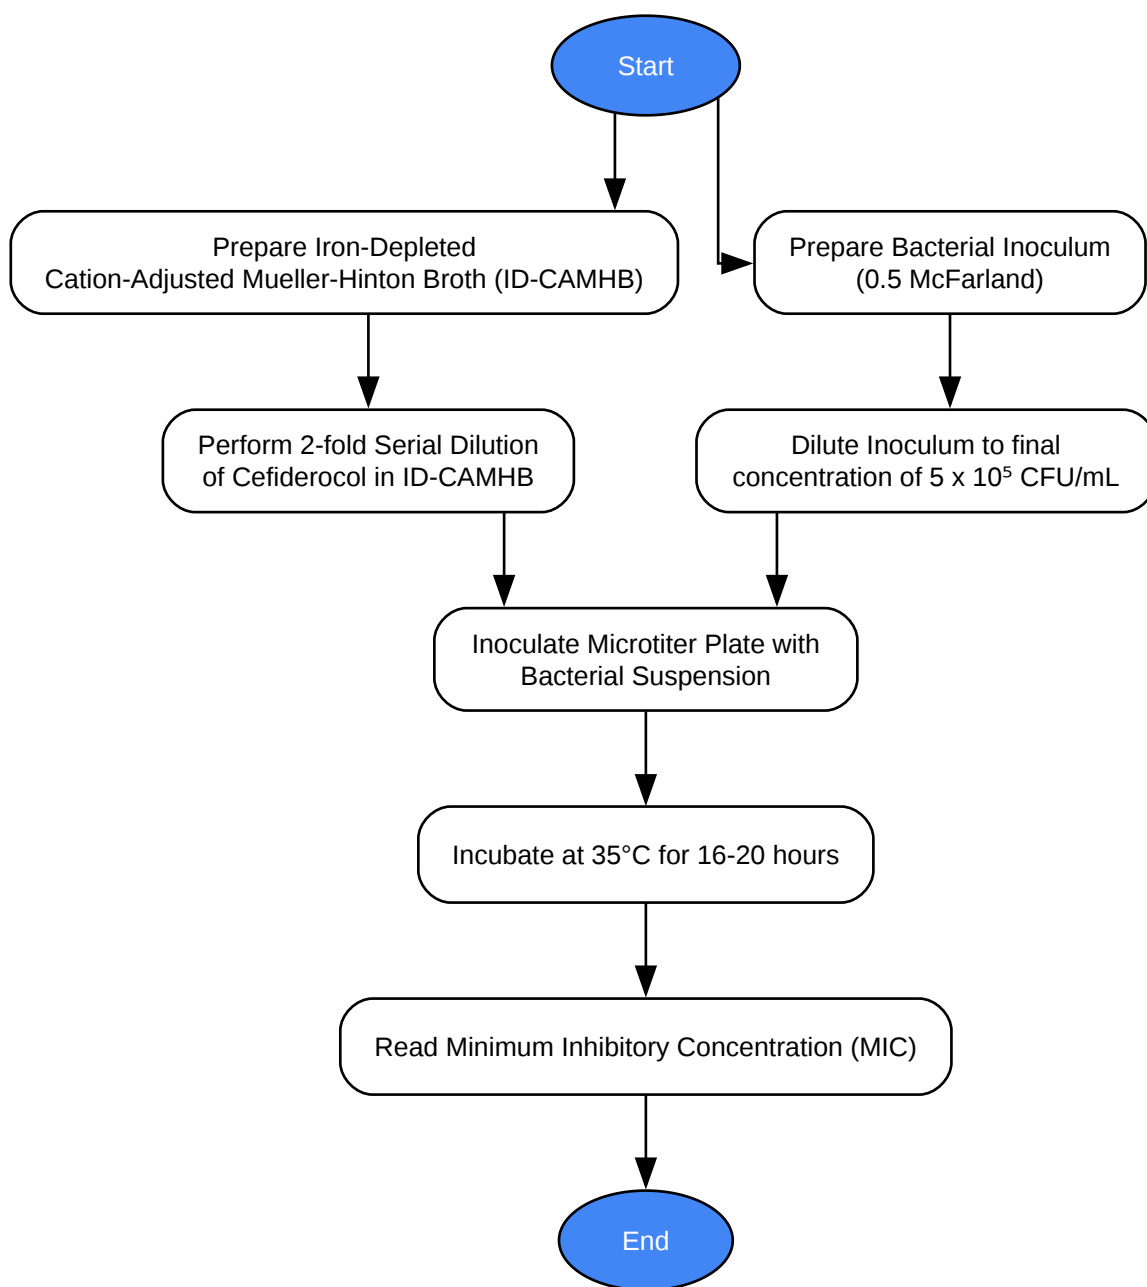 Start
Prepare Iron-Depleted
Cation-Adjusted Mueller-Hinton Broth (ID-CAMHB)
Prepare Bacterial Inoculum
(0.5 McFarland)
Perform 2-fold Serial Dilution
of Cefiderocol in ID-CAMHB
Dilute Inoculum to final
concentration of 5 x 10⁵ CFU/mL
Inoculate Microtiter Plate with
Bacterial Suspension
Incubate at 35°C for 16-20 hours
Read Minimum Inhibitory Concentration (MIC)
End